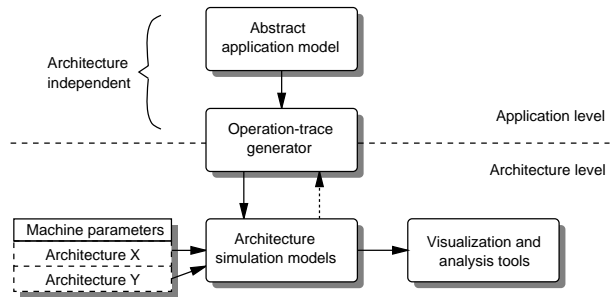 Abstract
application model
Architecture
independent
Application level
Operation-trace
generator
Architecture level
Machine parameters
Architecture X
Architecture Y
Architecture
simulation models
Visualization and
analysis tools